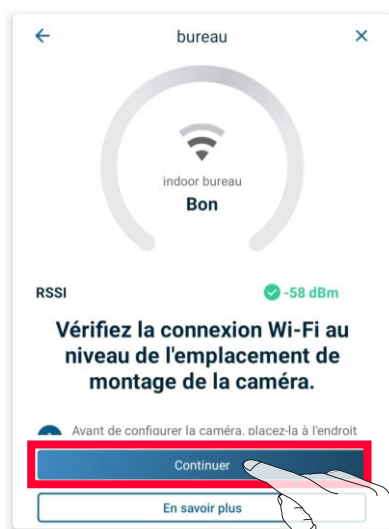 bureau
indoor bureau
Bon
RSSI -58 dBm
Vérifiez la connexion Wi-Fi au
niveau de l'emplacement de
montage de la caméra.
Avant de configurer la caméra, placez-la à l'endroit
Continuer
En savoir plus